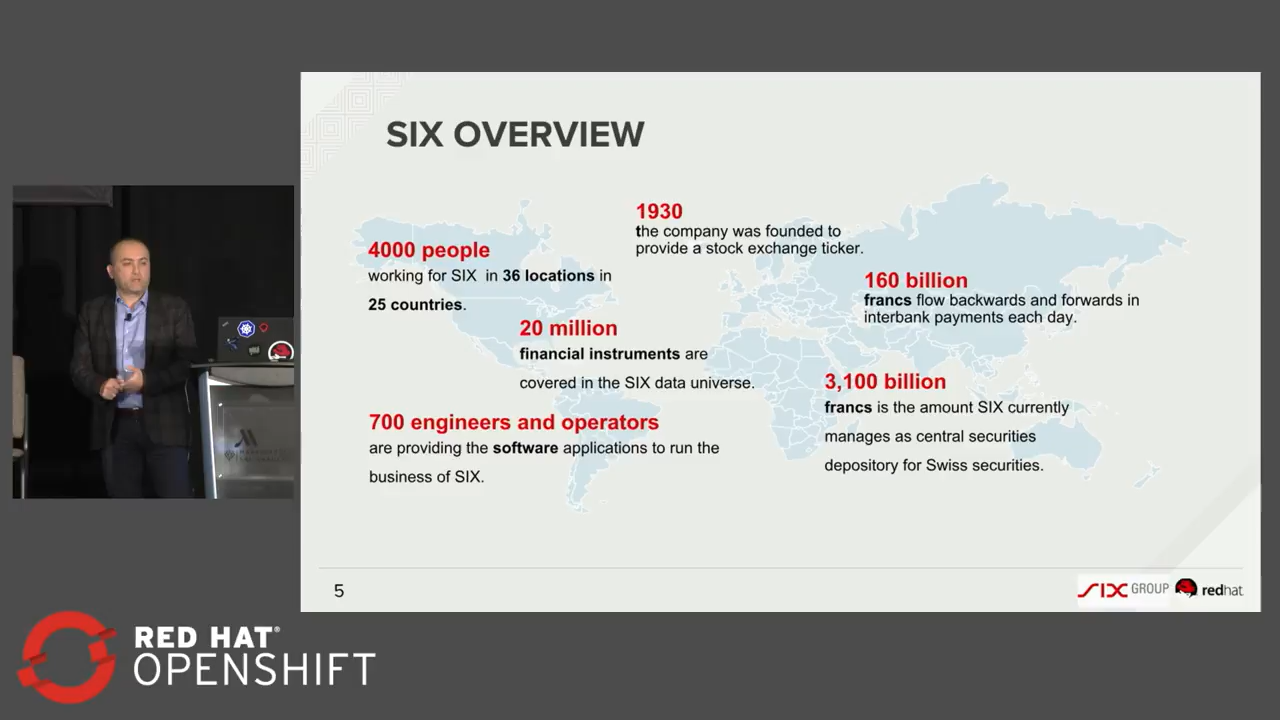 SIX OVERVIEW
1930
the company was founded to
provide a stock exchange ticker.
4000 people
working for SIX in 36 locations in
25 countries.
160 billion
francs flow backwards and forwards in
interbank payments each day.
20 million
financial instruments are
covered in the SIX data universe.
3,100 billion
francs is the amount SIX currently
manages as central securities
depository for Swiss securities.
700 engineers and operators
are providing the software applications to run the
business of SIX.
5
SIX GROUP
redhat
RED HAT®
OPENSHIFT